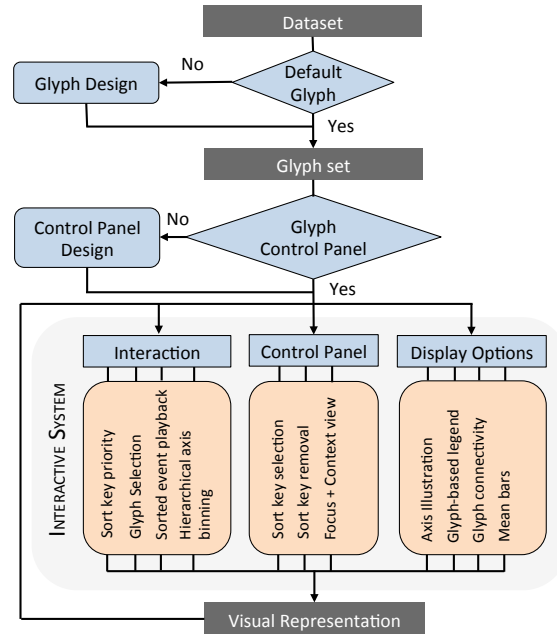 Dataset
Default
Glyph
No
Glyph Design
Yes
Glyph set
Glyph
Control Panel
No
Control Panel
Design
Yes
INTERACTIVE SYSTEM
Interaction
Control Panel
Display Options
Sort key priority
Glyph Selection
Sorted event playback
Hierarchical axis
binning
Sort key selection
Sort key removal
Focus + Context view
Axis Illustration
Glyph-based legend
Glyph connectivity
Mean bars
Visual Representation